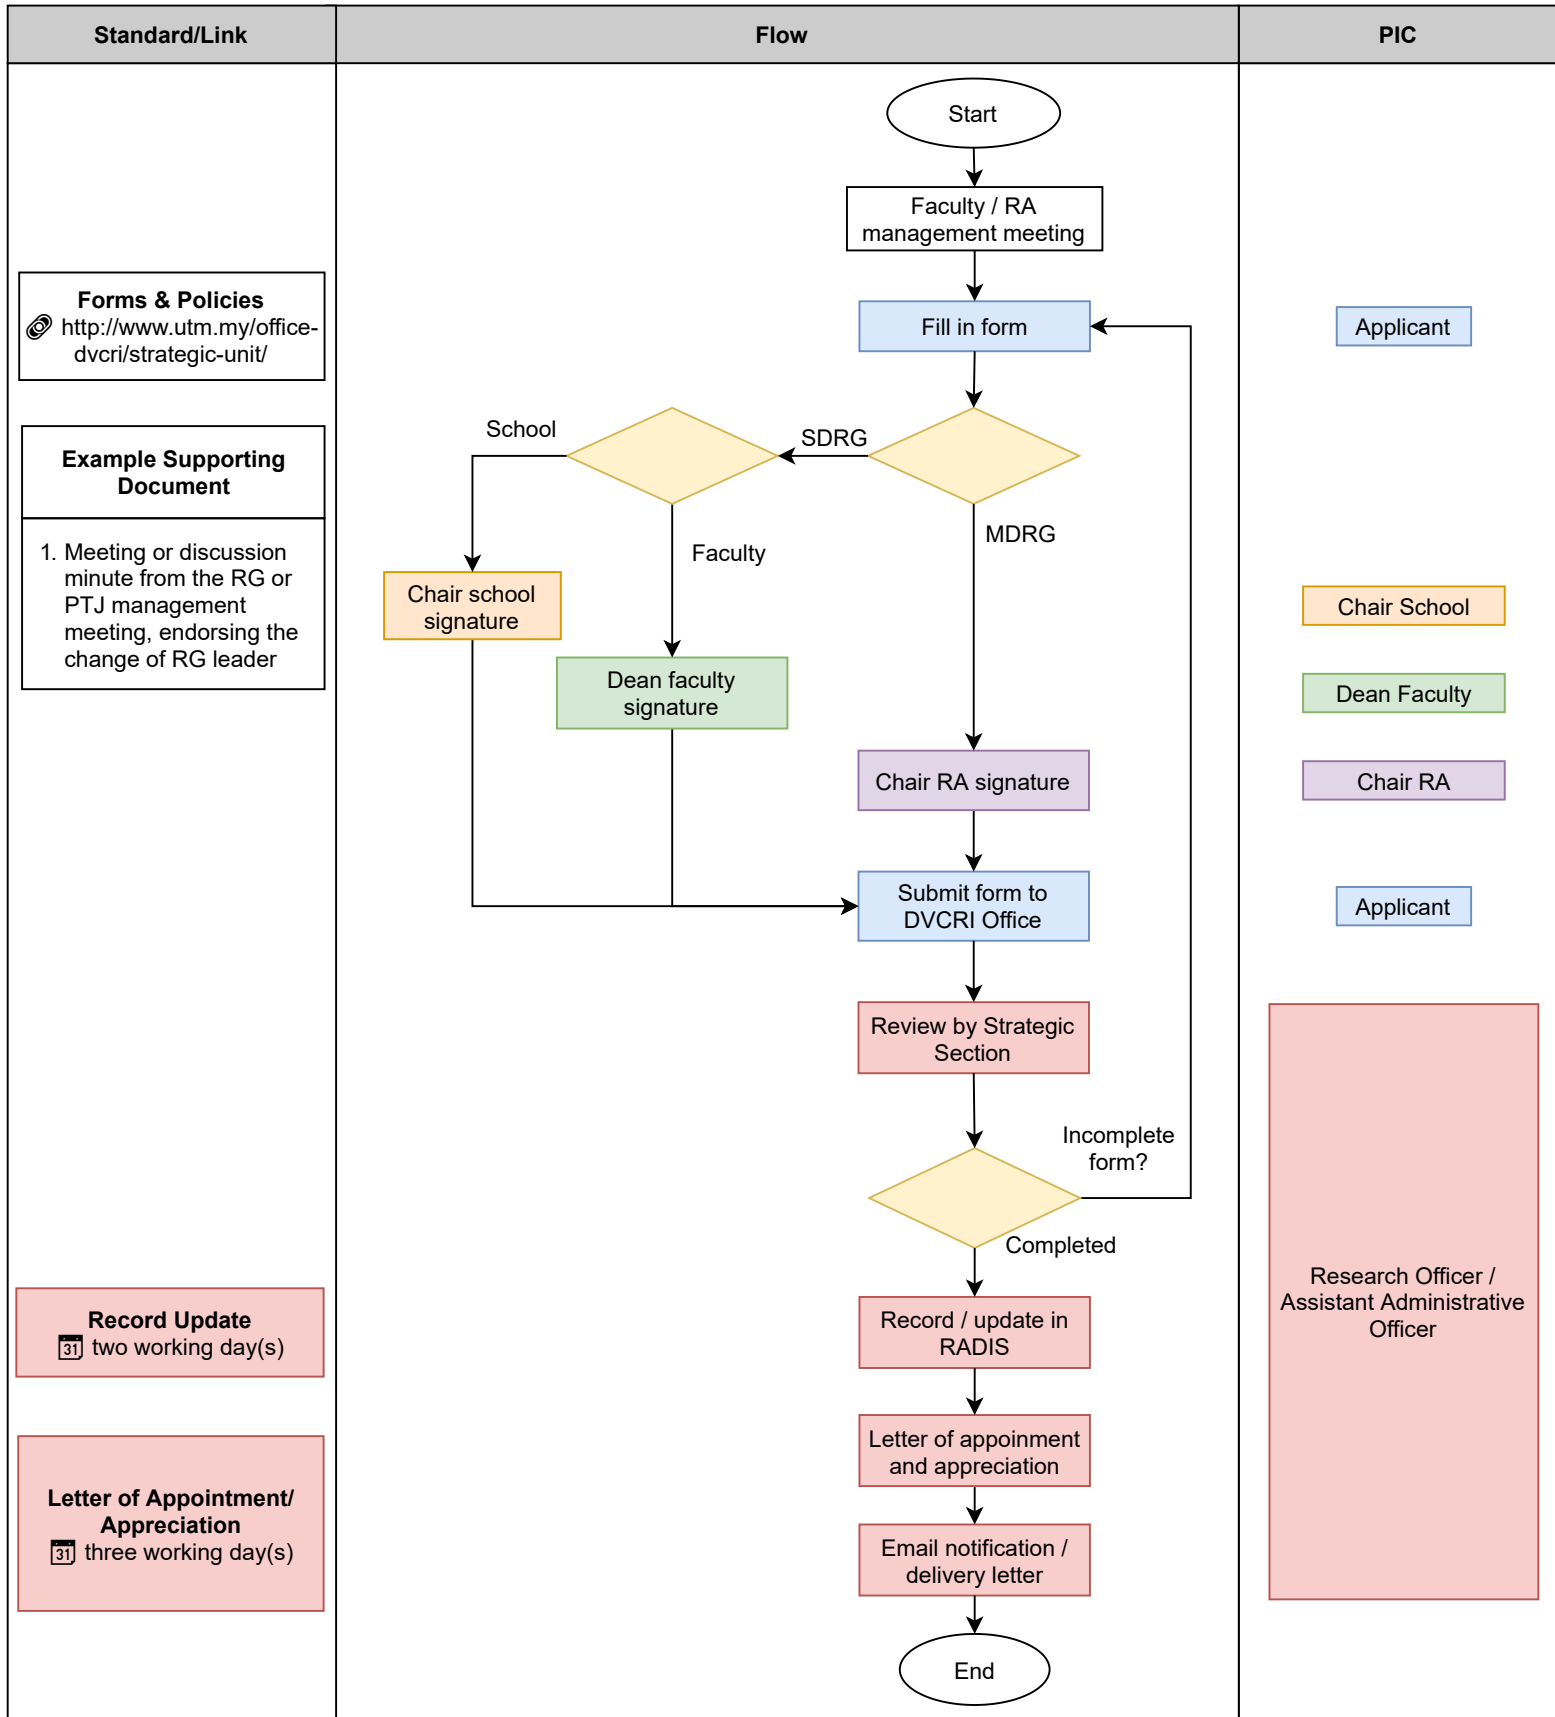 Standard/Link
Flow
PIC
Start
Faculty / RA
management meeting
Forms & Policies
http://www.utm.my/office-
dvcri/strategic-unit/
Fill in form
Applicant
School
SDRG
Example Supporting
Document
MDRG
1. Meeting or discussion
minute from the RG or
PTJ management
meeting, endorsing the
change of RG leader
Faculty
Chair school
signature
Chair School
Dean faculty
signature
Dean Faculty
Chair RA signature
Chair RA
Submit form to
DVCRI Office
Applicant
Review by Strategic
Section
Incomplete
form?
Completed
Research Officer /
Assistant Administrative
Officer
Record Update
31 two working day(s)
Record / update in
RADIS
Letter of appoinment
and appreciation
Letter of Appointment/
Appreciation
31 three working day(s)
Email notification /
delivery letter
End